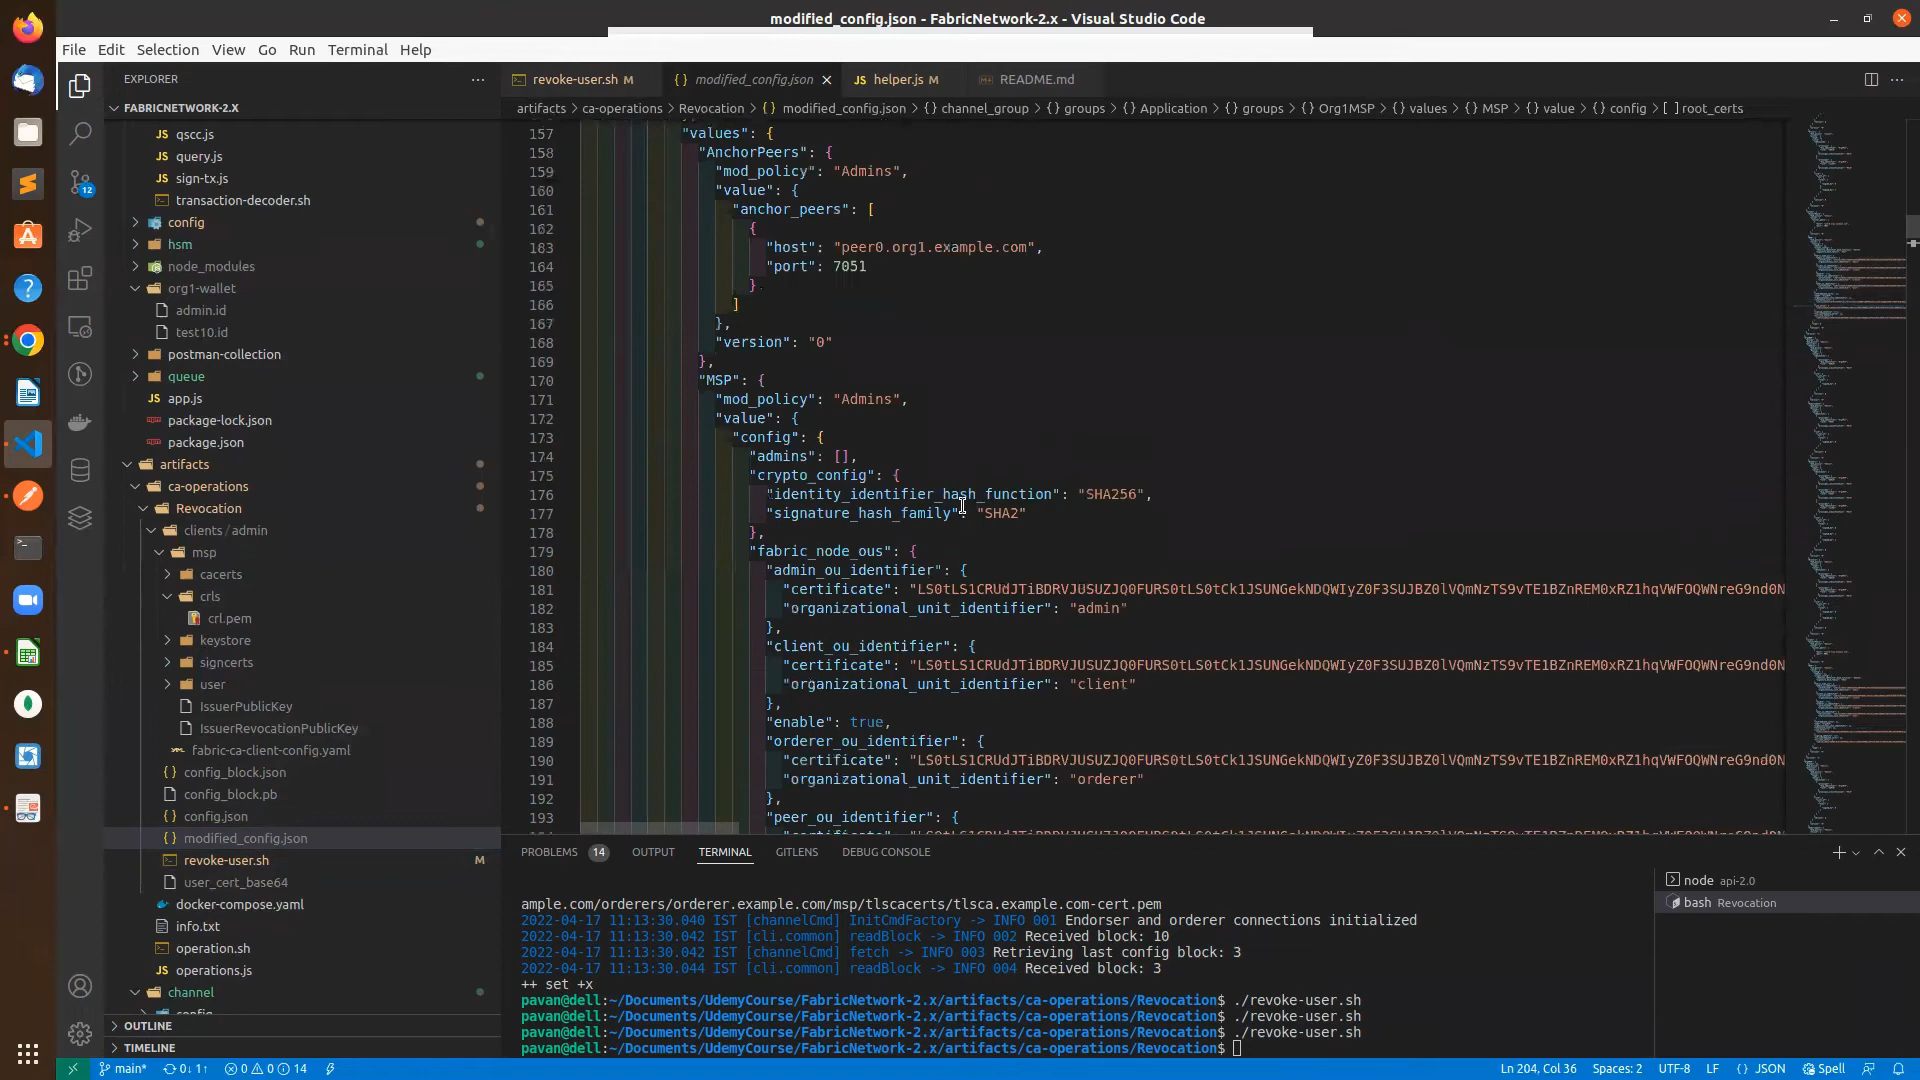 modified_config.json - FabricNetwork-2.x - Visual Studio Code
File Edit Selection View Go Run Terminal Help
EXPLORER
FABRICNETWORK-2.X
qscc.js
query.js
sign-tx.js
transaction-decoder.sh
config
hsm
node_modules
org1-wallet
admin.id
test10.id
postman-collection
queue
app.js
package-lock.json
package.json
artifacts
ca-operations
Revocation
clients/admin
msp
cacerts
crls
crl.pem
keystore
signcerts
user
IssuerPublicKey
IssuerRevocationPublicKey
fabric-ca-client-config.yaml
config_block.json
config_block.pb
config.json
modified_config.json
revoke-user.sh M
user_cert_base64
docker-compose.yaml
info.txt
operation.sh
operations.js
channel
OUTLINE
TIMELINE
12
revoke-user.sh M
modified_config.json
helper.js M
README.md
artifacts > ca-operations > Revocation > {} modified_config.json > {} channel_group > {} groups > {} Application > {} groups > {} Org1MSP > {} values > {} MSP > {} value > {} config > [ ] root_certs
157 "values": {
158 "AnchorPeers": {
159 "mod_policy": "Admins",
160 "value": {
161 "anchor_peers": [
162 {
183 "host": "peer0.org1.example.com",
164 "port": 7051
165 }
166 ]
167 },
168 "version": "0"
169 },
170 "MSP": {
171 "mod_policy": "Admins",
172 "value": {
173 "config": {
174 "admins": [],
175 "crypto_config": {
176 "identity_identifier_hash_function": "SHA256",
177 "signature_hash_family": "SHA2"
178 },
179 "fabric_node_ous": {
180 "admin_ou_identifier": {
181 "certificate":
182 "organizational_unit_identifier": "admin"
183 },
184 "client_ou_identifier": {
185 "certificate":
186 "organizational_unit_identifier": "client"
187 },
188 "enable": true,
189 "orderer_ou_identifier": {
190 "certificate":
191 "organizational_unit_identifier": "orderer"
192 },
193 "peer_ou_identifier": {
PROBLEMS 14 OUTPUT TERMINAL GITLENS DEBUG CONSOLE
ample.com/orderers/orderer.example.com/msp/tlscacerts/tlsca.example.com-cert.pem
2022-04-17 11:13:30.040 IST [channelCmd] InitCmdFactory -> INFO 001 Endorser and orderer connections initialized
2022-04-17 11:13:30.042 IST [cli.common] readBlock -> INFO 002 Received block: 10
2022-04-17 11:13:30.042 IST [channelCmd] fetch -> INFO 003 Retrieving last config block: 3
2022-04-17 11:13:30.044 IST [cli.common] readBlock -> INFO 004 Received block: 3
++ set +x
pavan@dell:~/Documents/UdemyCourse/FabricNetwork-2.x/artifacts/ca-operations/Revocation$ ./revoke-user.sh
pavan@dell:~/Documents/UdemyCourse/FabricNetwork-2.x/artifacts/ca-operations/Revocation$ ./revoke-user.sh
pavan@dell:~/Documents/UdemyCourse/FabricNetwork-2.x/artifacts/ca-operations/Revocation$ ./revoke-user.sh
pavan@dell:~/Documents/UdemyCourse/FabricNetwork-2.x/artifacts/ca-operations/Revocation$
node api-2.0
bash Revocation
main* 0↓ 1↑ 0 0 14
Ln 204, Col 36 Spaces: 2 UTF-8 LF {} JSON Spell